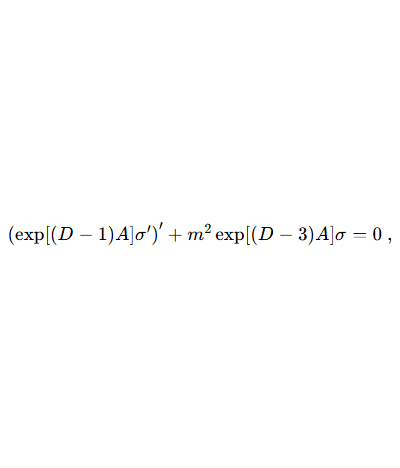 (exp[(D − 1)A]σ′)′ + m² exp[(D − 3)A]σ = 0 ,